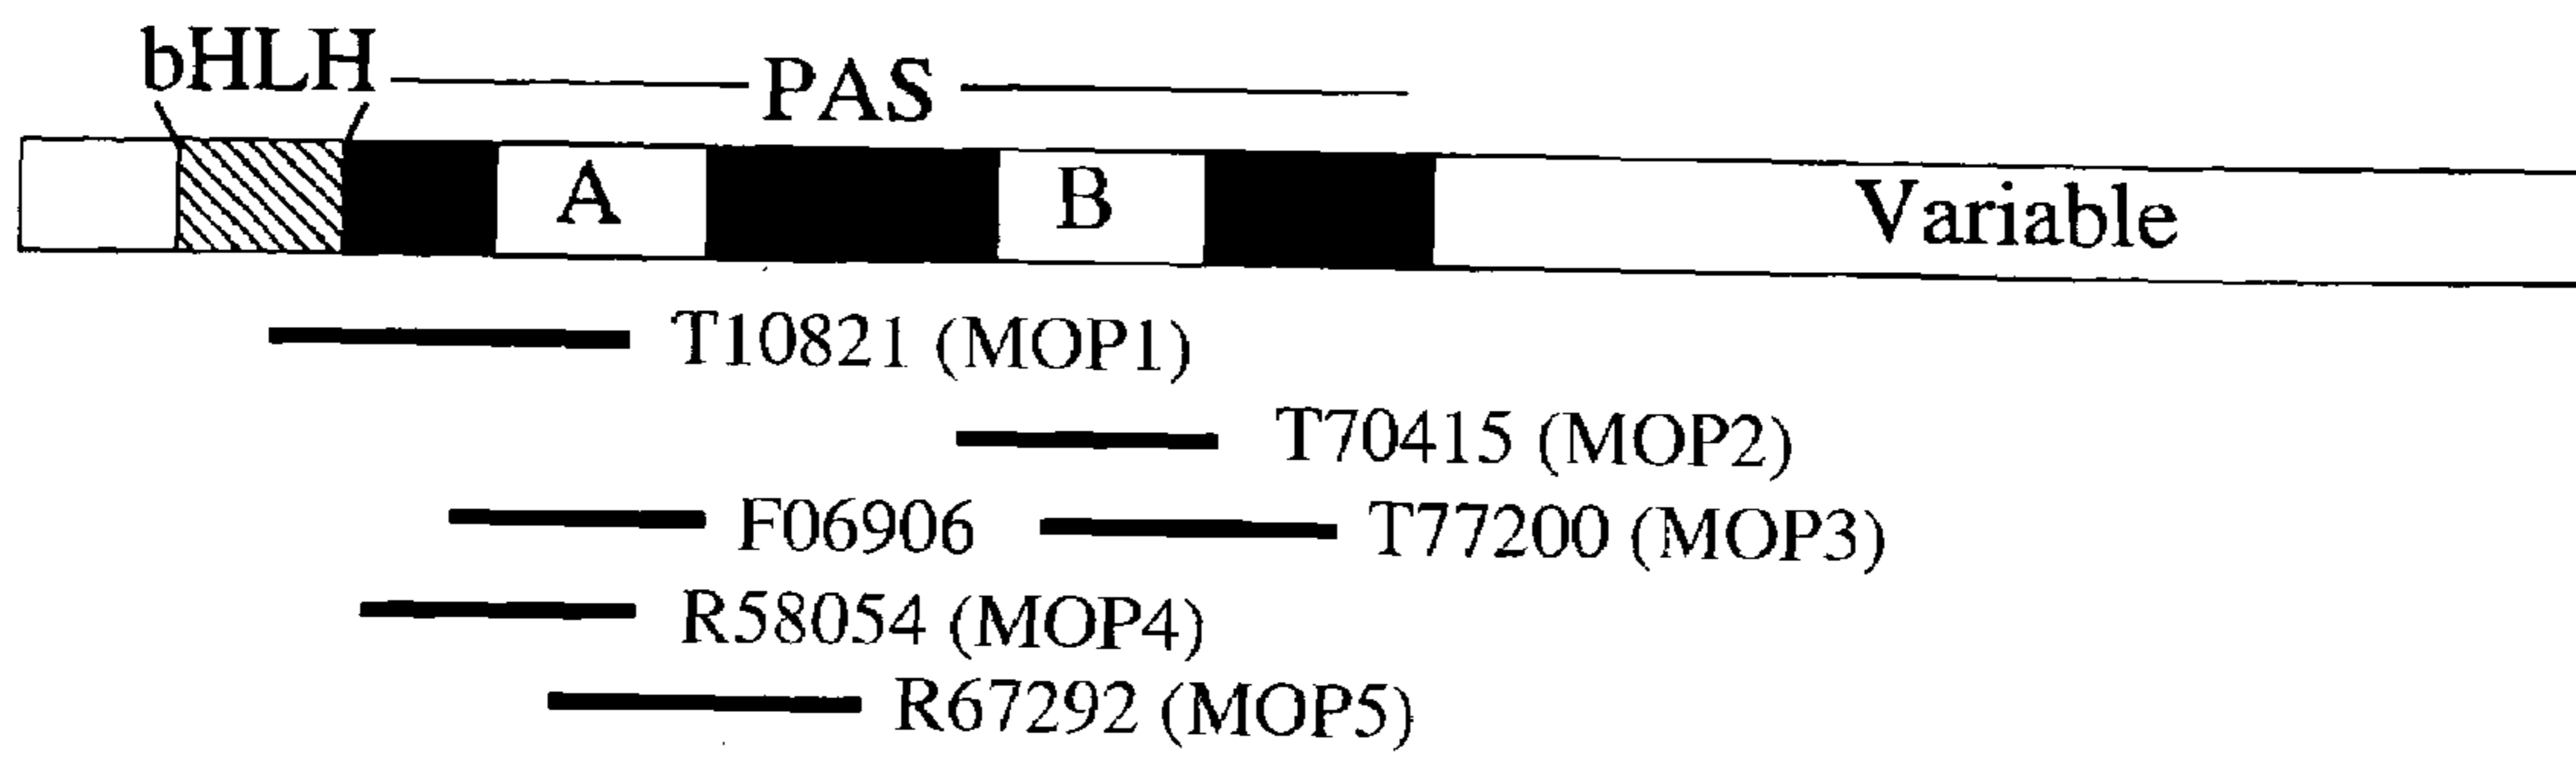 bHLH
PAS
A B Variable
T10821 (MOP1)
T70415 (MOP2)
F06906 T77200 (MOP3)
R58054 (MOP4)
R67292 (MOP5)